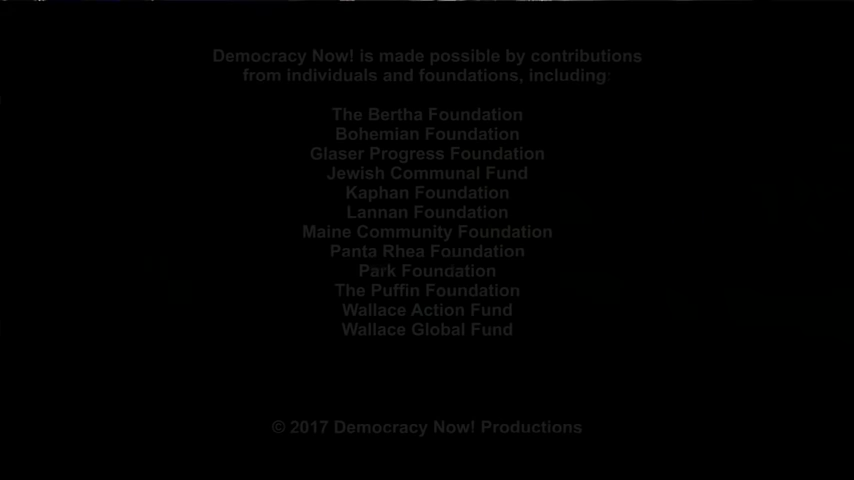 Democracy Now! is made possible by contributions
from individuals and foundations, including:
The Bertha Foundation
Bohemian Foundation
Glaser Progress Foundation
Jewish Communal Fund
Kaphan Foundation
Lannan Foundation
Maine Community Foundation
Panta Rhea Foundation
Park Foundation
The Puffin Foundation
Wallace Action Fund
Wallace Global Fund
© 2017 Democracy Now! Productions